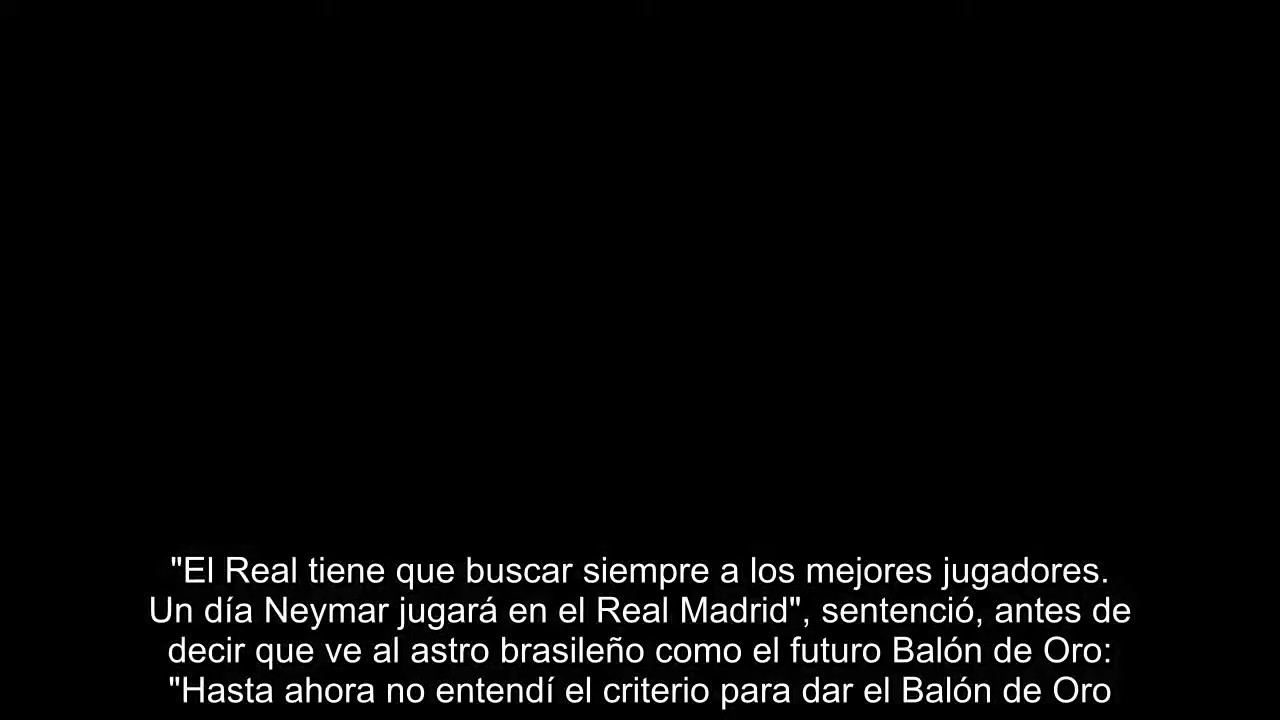 "El Real tiene que buscar siempre a los mejores jugadores.
Un día Neymar jugará en el Real Madrid", sentenció, antes de
decir que ve al astro brasileño como el futuro Balón de Oro:
"Hasta ahora no entendí el criterio para dar el Balón de Oro